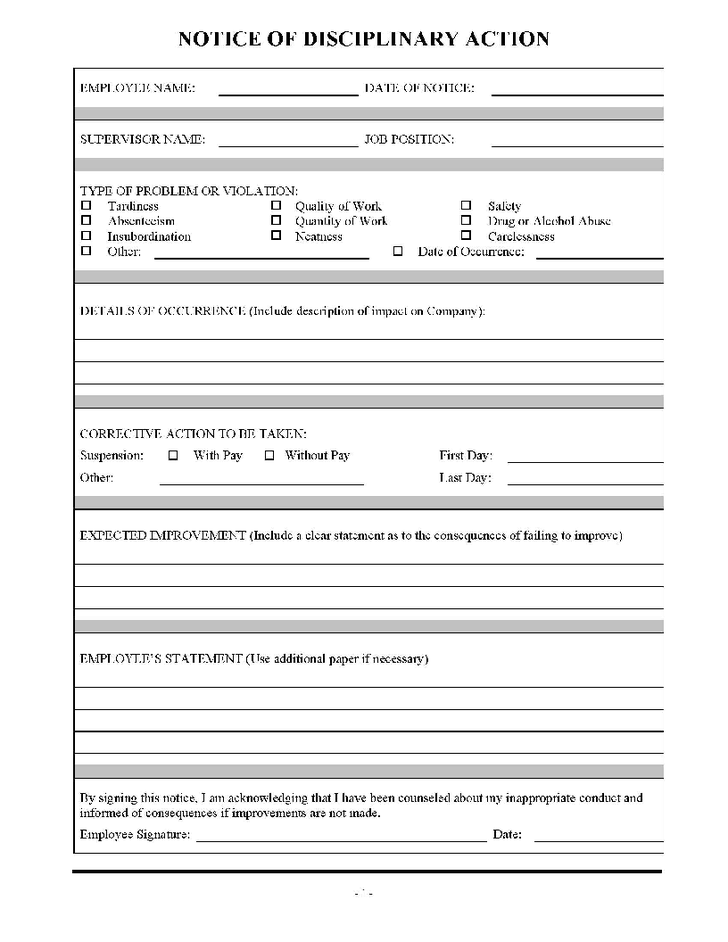 NOTICE OF DISCIPLINARY ACTION
EMPLOYEE NAME: DATE OF NOTICE:
SUPERVISOR NAME: JOB POSITION:
TYPE OF PROBLEM OR VIOLATION:
Tardiness Quality of Work Safety
Absenteeism Quantity of Work Drug or Alcohol Abuse
Insubordination Neatness Carelessness
Other: Date of Occurrence:
DETAILS OF OCCURRENCE (Include description of impact on Company):
CORRECTIVE ACTION TO BE TAKEN:
Suspension: With Pay Without Pay First Day:
Other: Last Day:
EXPECTED IMPROVEMENT (Include a clear statement as to the consequences of failing to improve)
EMPLOYEE'S STATEMENT (Use additional paper if necessary)
By signing this notice, I am acknowledging that I have been counseled about my inappropriate conduct and
informed of consequences if improvements are not made.
Employee Signature: Date: